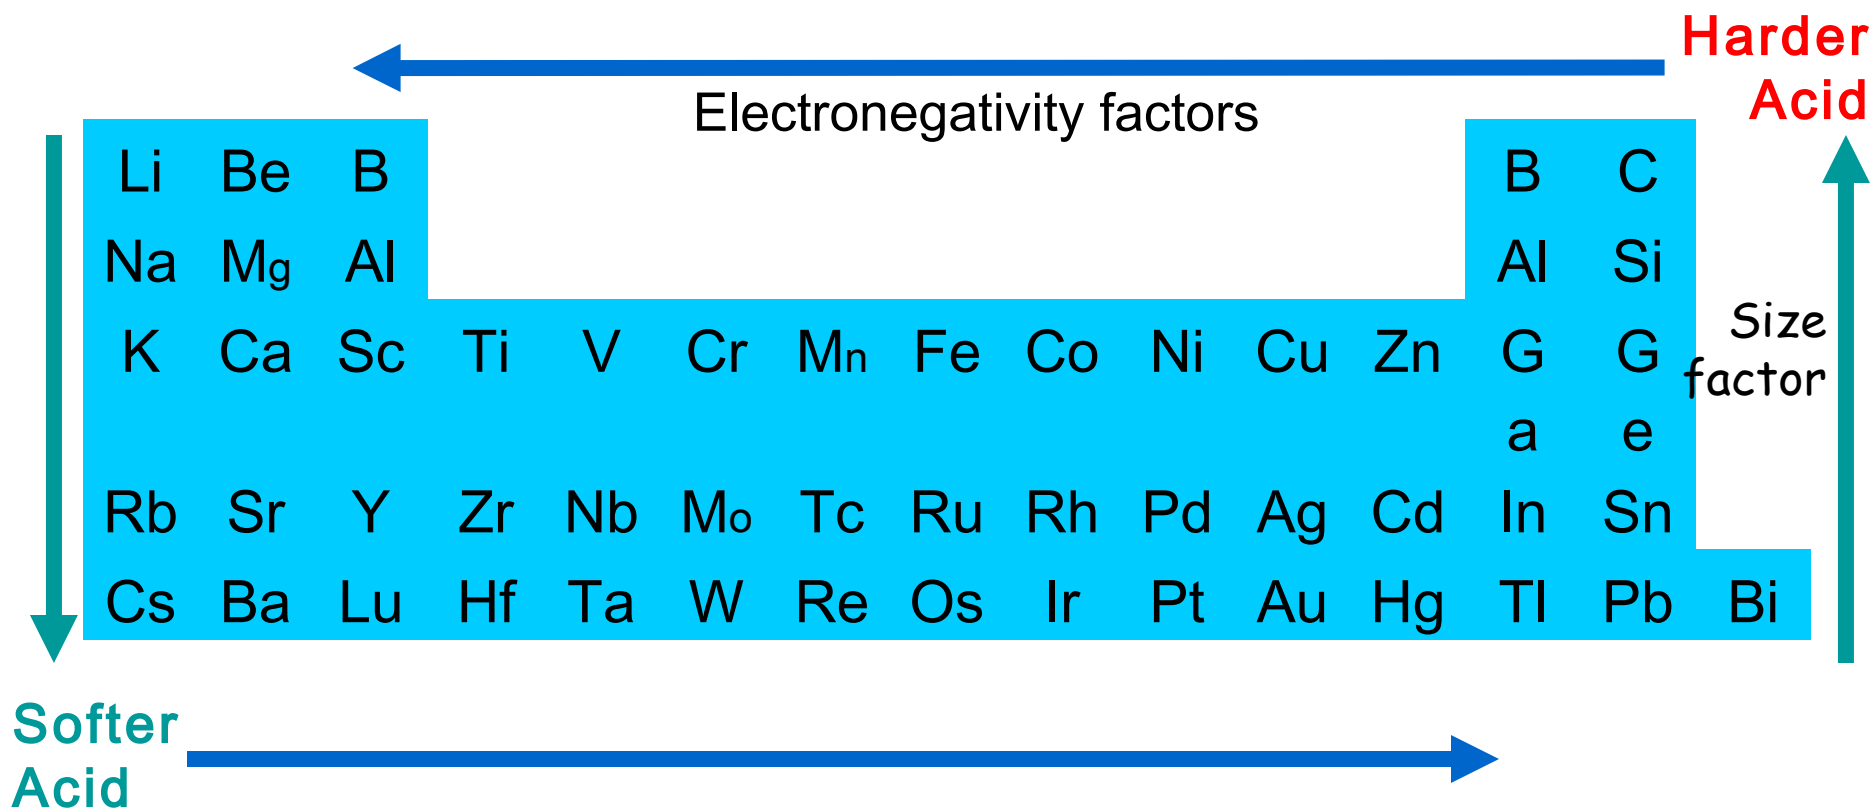 Harder
Acid
Electronegativity factors
Li Be B B C
Na Mg Al Al Si
K Ca Sc Ti V Cr Mn Fe Co Ni Cu Zn G G
a e
Size
factor
Rb Sr Y Zr Nb Mo Tc Ru Rh Pd Ag Cd In Sn
Cs Ba Lu Hf Ta W Re Os Ir Pt Au Hg Tl Pb Bi
Softer
Acid